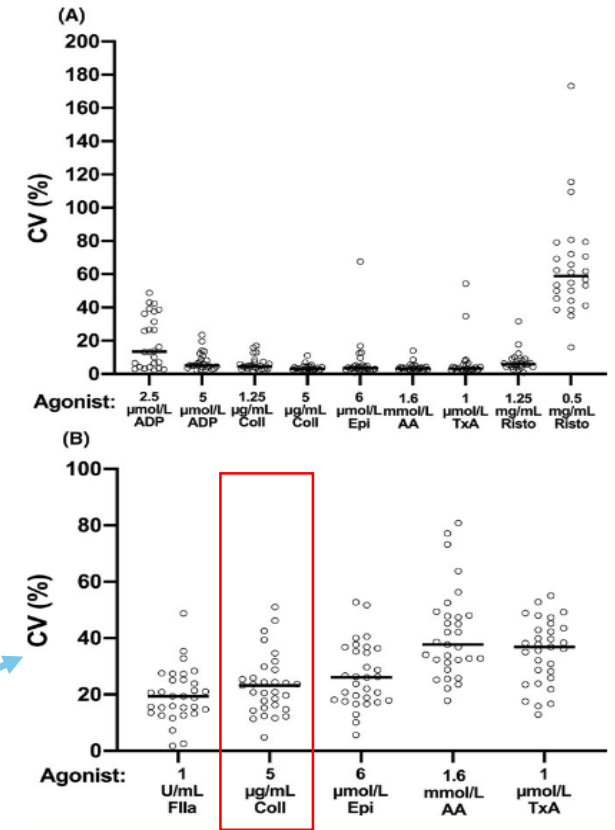 (A)
200
180
160
140
120
100
80
60
40
20
0
CV (%)
Agonist: 2.5 5 1.25 5 6 1.6 1 1.25 0.5
µmol/L µmol/L µg/mL µg/mL µmol/L mmol/L µmol/L mg/mL mg/mL
ADP ADP Coll Coll Epi AA TxA Risto Risto
(B)
100
80
60
40
20
0
CV (%)
Agonist: 1 5 6 1.6 1
U/mL µg/mL µmol/L mmol/L µmol/L
FIIa Coll Epi AA TxA